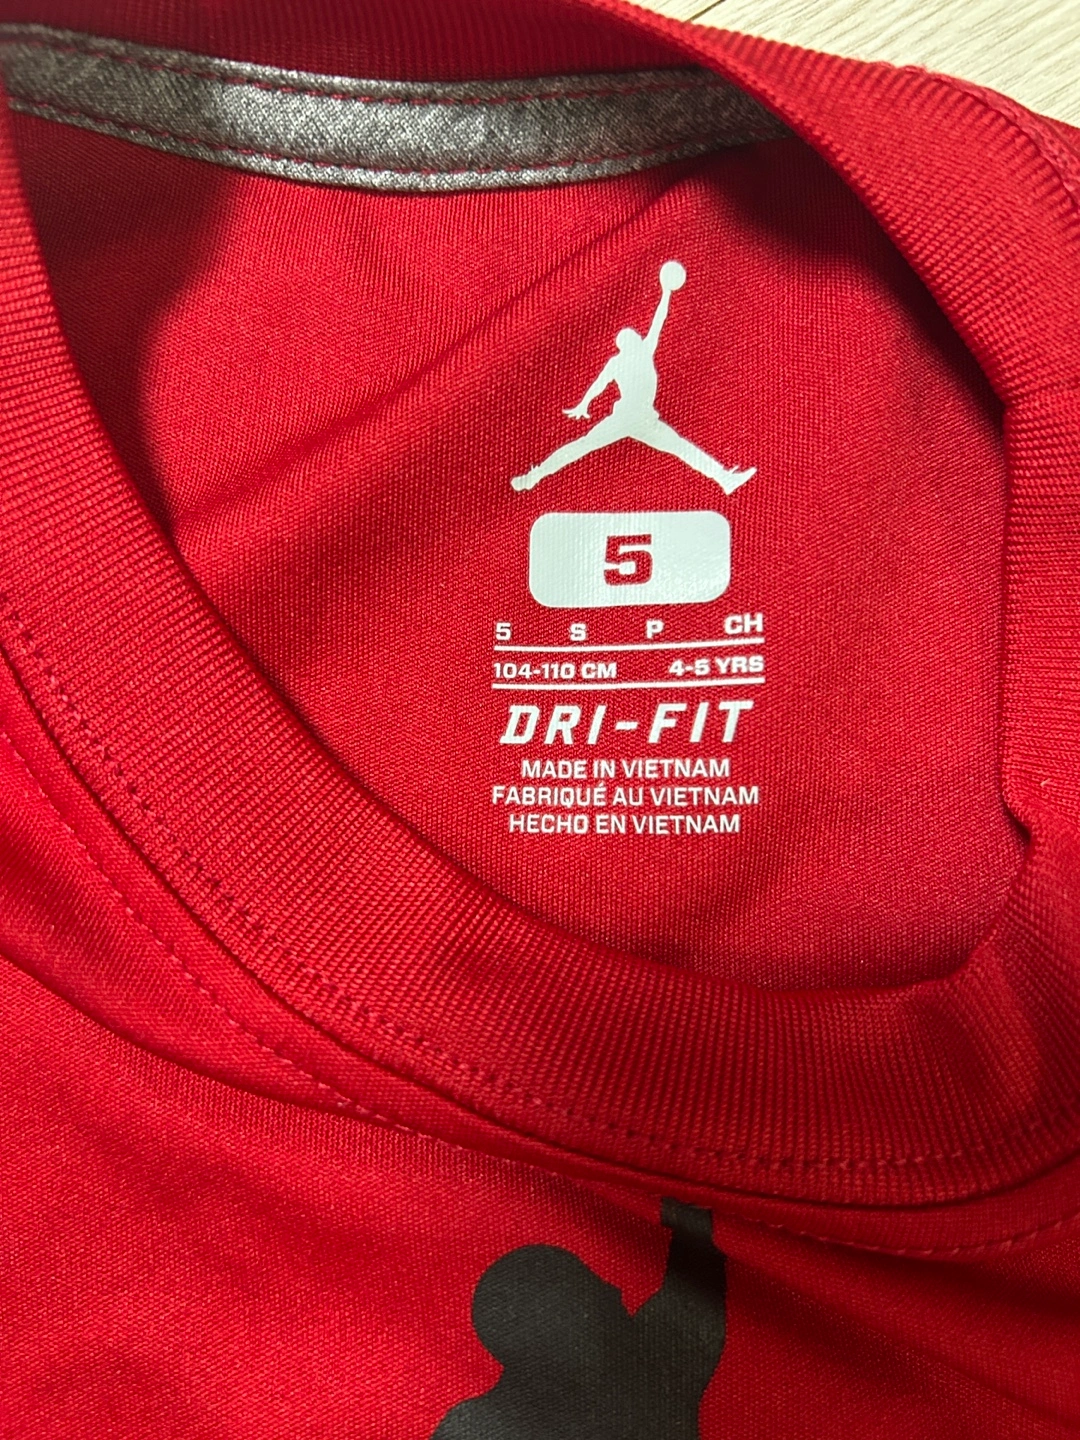 5
5 S P CH
104-110 CM 4-5 YRS
DRI-FIT
MADE IN VIETNAM
FABRIQUÉ AU VIETNAM
HECHO EN VIETNAM